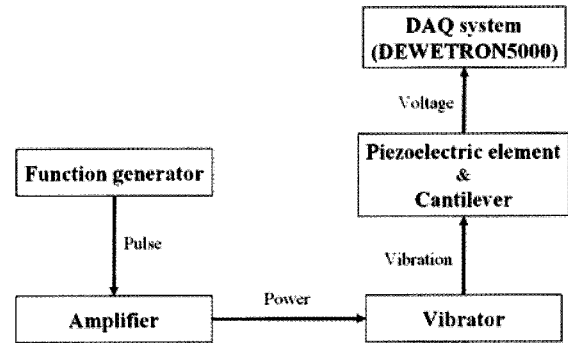 DAQ system
(DEWETRON5000)
Voltage
Piezoelectric element
&
Cantilever
Function generator
Pulse
Vibration
Power
Amplifier
Vibrator